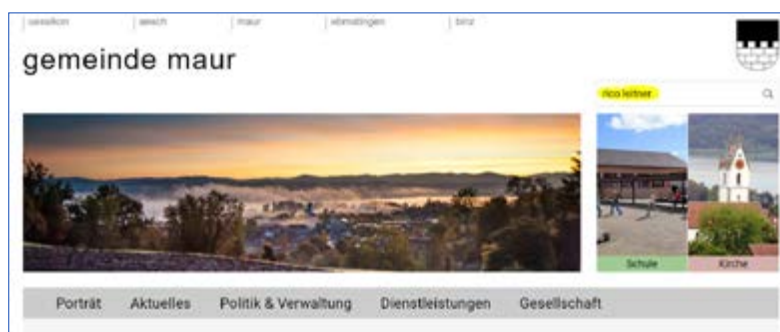 uessikon aesch maur ebmatingen binz
gemeinde maur
rico leitner
Schule Kirche
Porträt Aktuelles Politik & Verwaltung Dienstleistungen Gesellschaft